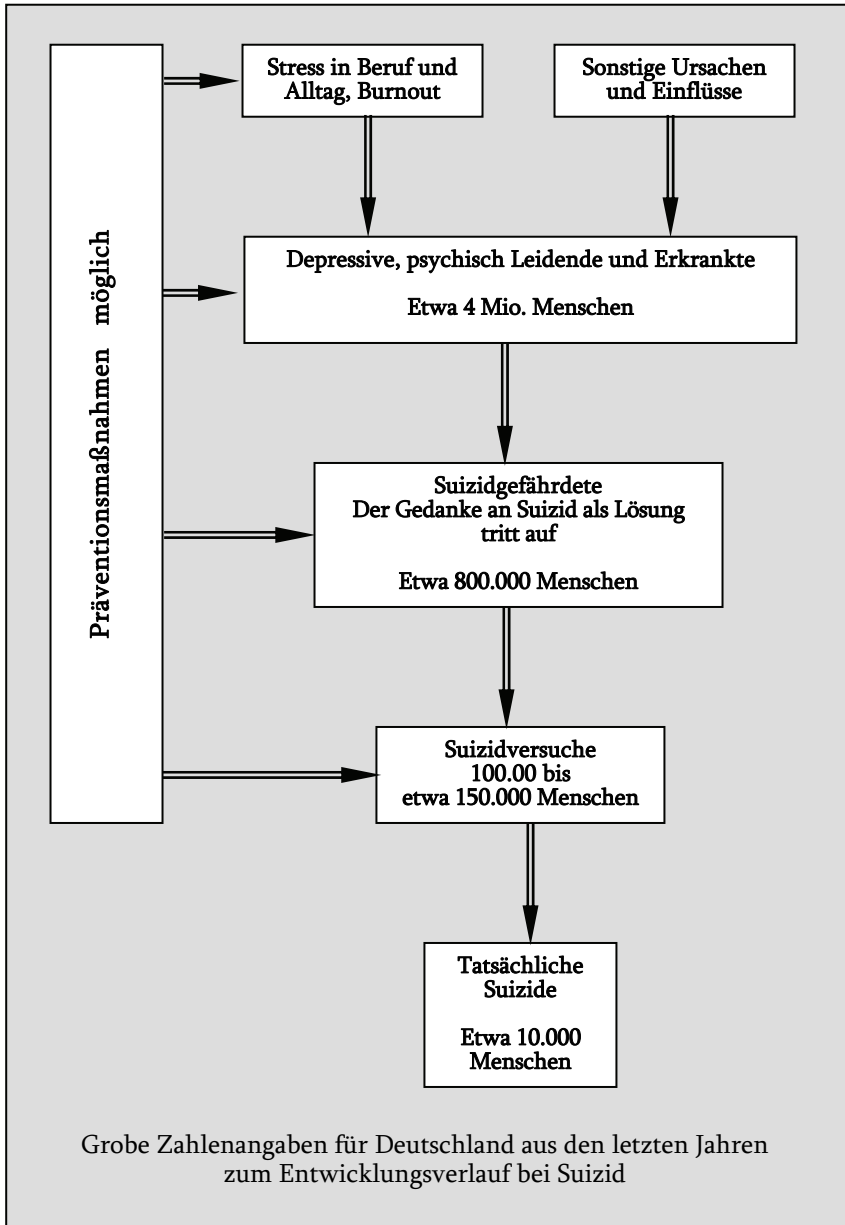 Präventionsmaßnahmen möglich
Stress in Beruf und
Alltag, Burnout
Sonstige Ursachen
und Einflüsse
Depressive, psychisch Leidende und Erkrankte
Etwa 4 Mio. Menschen
Suizidgefährdete
Der Gedanke an Suizid als Lösung
tritt auf
Etwa 800.000 Menschen
Suizidversuche
100.00 bis
etwa 150.000 Menschen
Tatsächliche
Suizide
Etwa 10.000
Menschen
Grobe Zahlenangaben für Deutschland aus den letzten Jahren
zum Entwicklungsverlauf bei Suizid